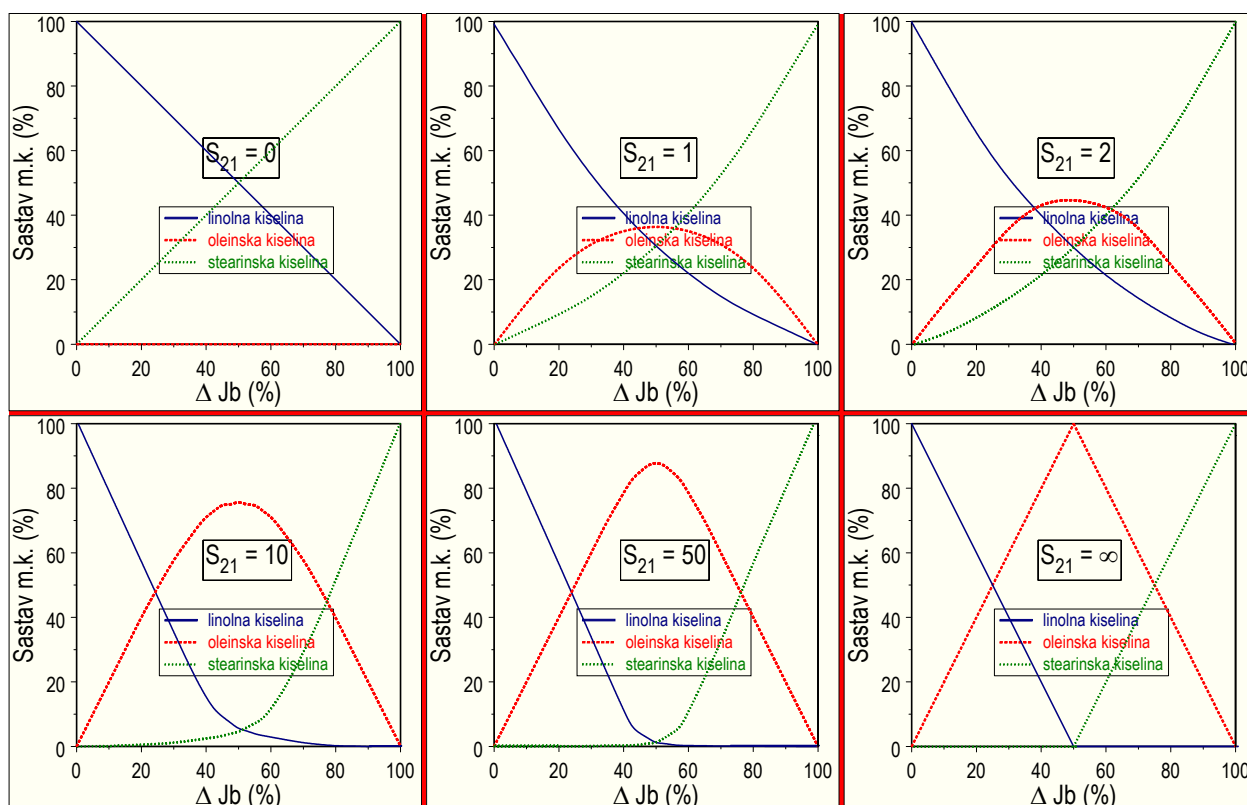 100
80
60
40
20
0
Sastav m.k. (%)
S21 = 0
linolna kiselina
oleinska kiselina
stearinska kiselina
0 20 40 60 80 100
Δ Jb (%)
100
80
60
40
20
0
Sastav m.k. (%)
S21 = 1
linolna kiselina
oleinska kiselina
stearinska kiselina
0 20 40 60 80 100
Δ Jb (%)
100
80
60
40
20
0
Sastav m.k. (%)
S21 = 2
linolna kiselina
oleinska kiselina
stearinska kiselina
0 20 40 60 80 100
Δ Jb (%)
100
80
60
40
20
0
Sastav m.k. (%)
S21 = 10
linolna kiselina
oleinska kiselina
stearinska kiselina
0 20 40 60 80 100
Δ Jb (%)
100
80
60
40
20
0
Sastav m.k. (%)
S21 = 50
linolna kiselina
oleinska kiselina
stearinska kiselina
0 20 40 60 80 100
Δ Jb (%)
100
80
60
40
20
0
Sastav m.k. (%)
S21 = ∞
linolna kiselina
oleinska kiselina
stearinska kiselina
0 20 40 60 80 100
Δ Jb (%)